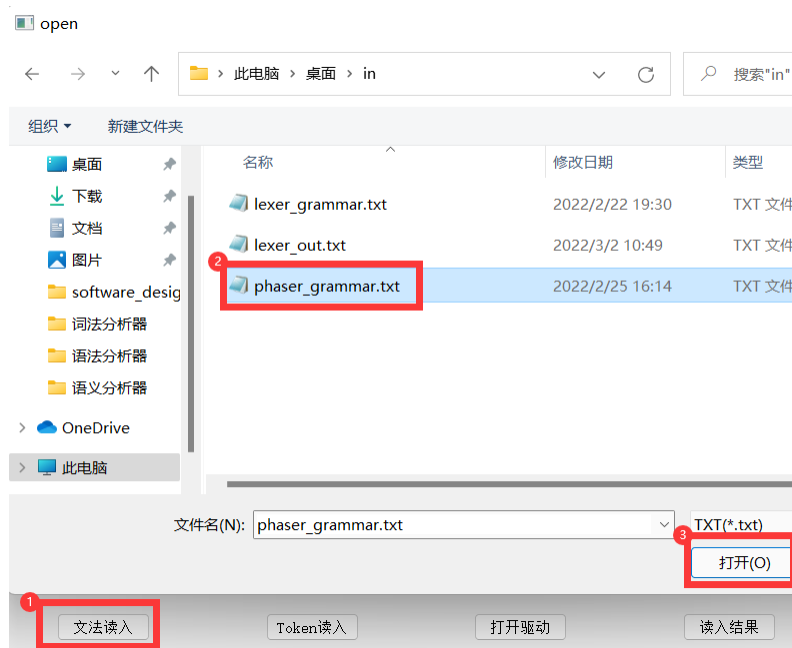 open
此电脑 > 桌面 > in
搜索"in"
组织 新建文件夹
桌面
下载
文档
图片
software_desig
词法分析器
语法分析器
语义分析器
OneDrive
此电脑
名称 修改日期 类型
lexer_grammar.txt 2022/2/22 19:30 TXT 文件
lexer_out.txt 2022/3/2 10:49 TXT 文件
2
phaser_grammar.txt 2022/2/25 16:14 TXT 文件
文件名(N): phaser_grammar.txt TXT(*.txt)
3
打开(O)
1
文法读入 Token读入 打开驱动 读入结果